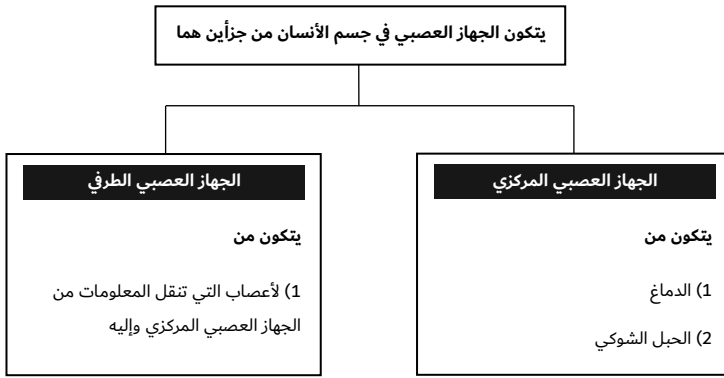 يتكون الجهاز العصبي في جسم الأنسان من جزأين هما
الجهاز العصبي المركزي
يتكون من
1) الدماغ
2) الحبل الشوكي
الجهاز العصبي الطرفي
يتكون من
1) لأعصاب التي تنقل المعلومات من
الجهاز العصبي المركزي وإليه